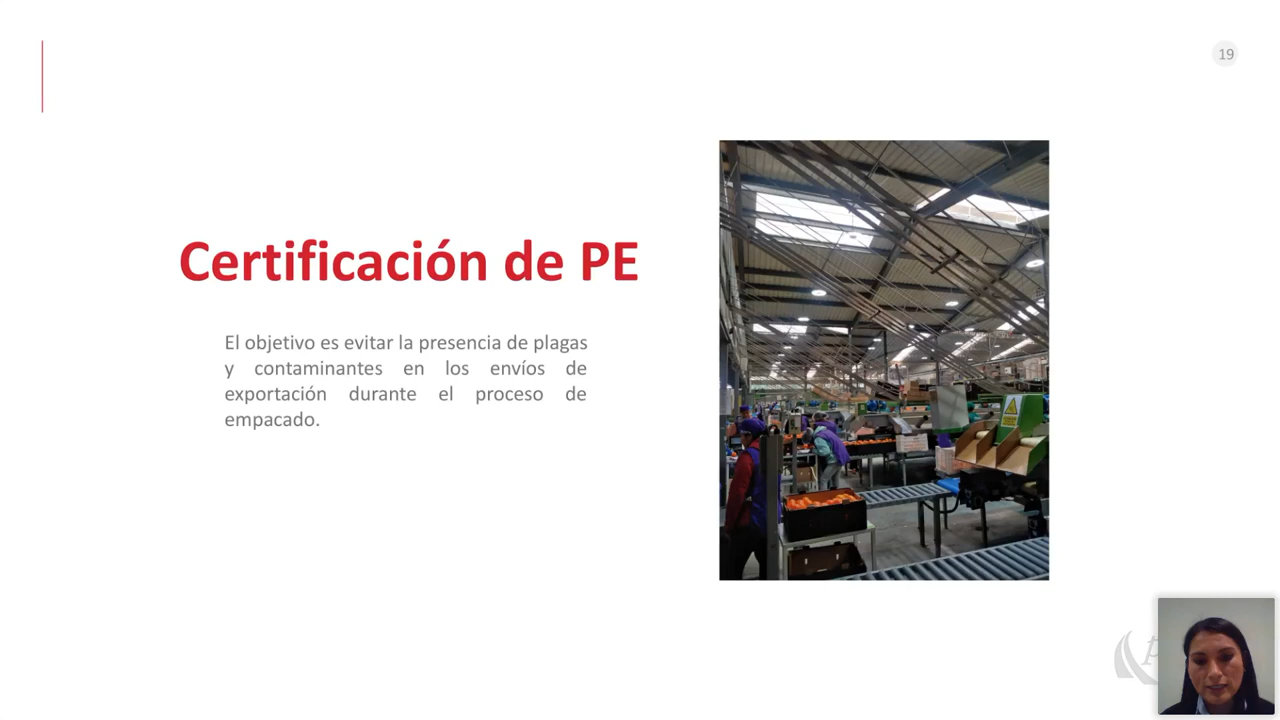 19
Certificación de PE
El objetivo es evitar la presencia de plagas
y contaminantes en los envíos de
exportación durante el proceso de
empacado.